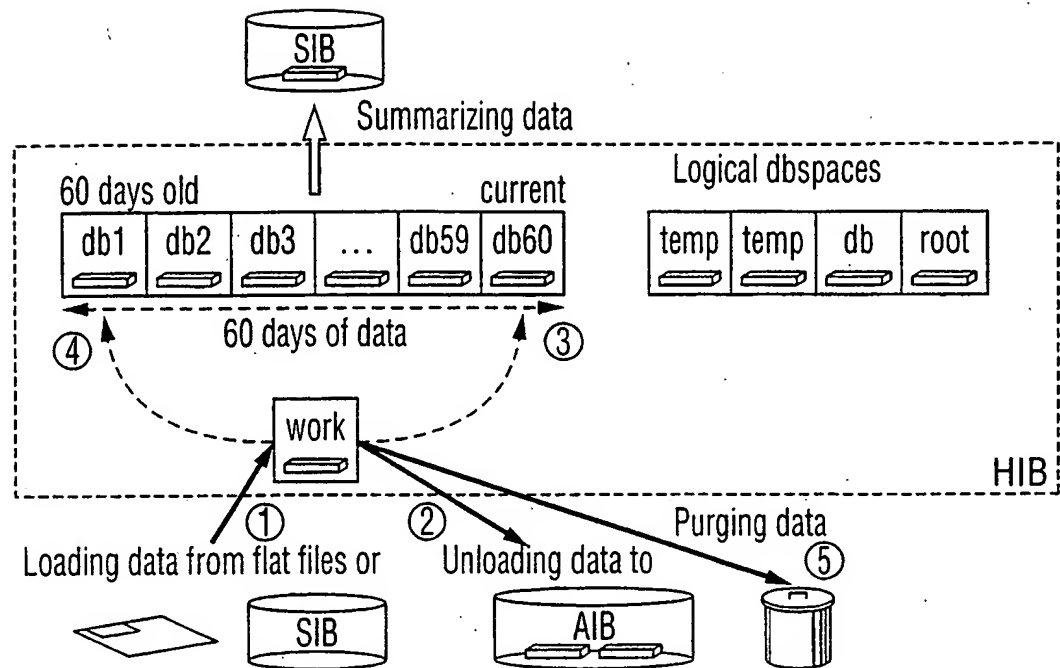 SIB
Summarizing data
60 days old current Logical dbspaces
db1 db2 db3 ... db59 db60 temp temp db root
④ 60 days of data ③
work
HIB
① ② Purging data
Loading data from flat files or Unloading data to ⑤
SIB AIB